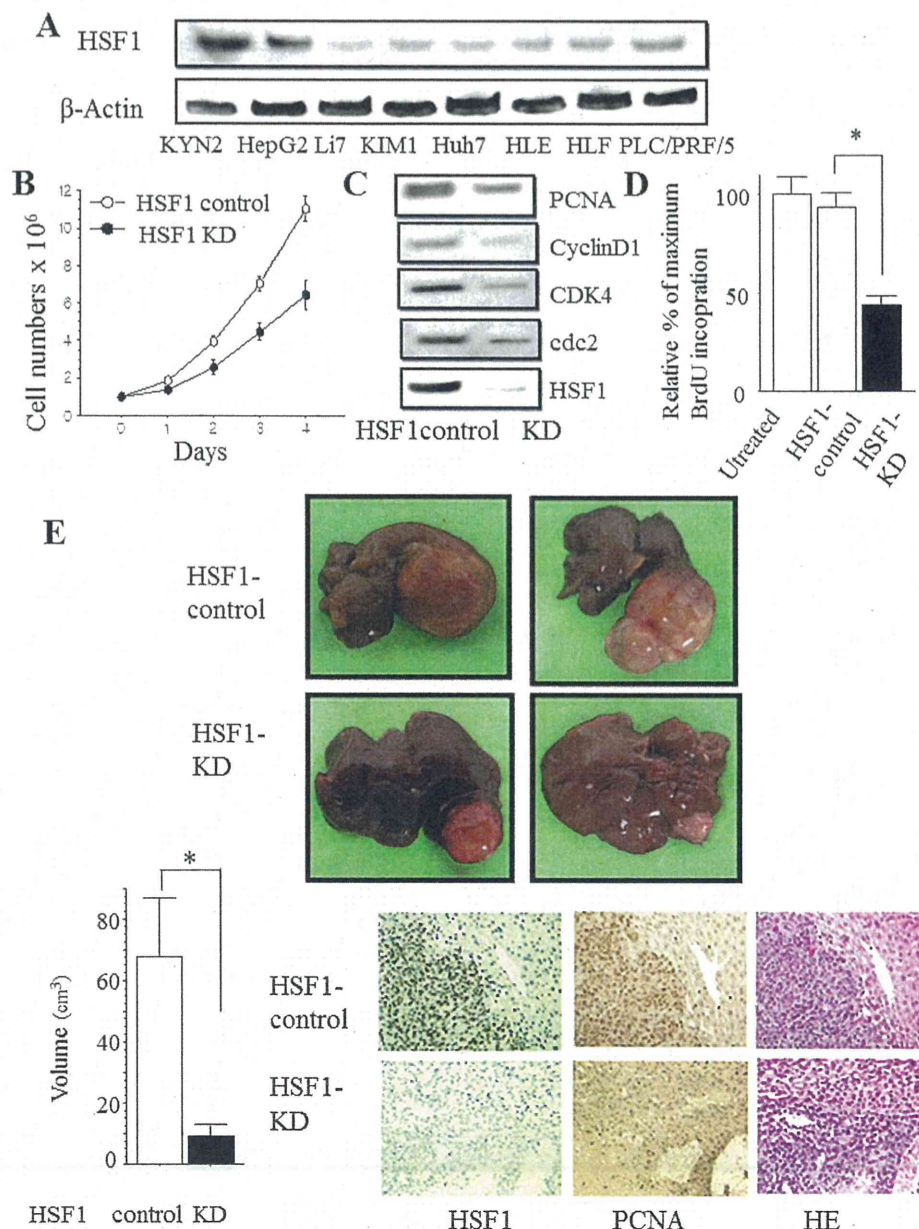 A
HSF1
β-Actin
KYN2 HepG2 Li7 KIM1 Huh7 HLE HLF PLC/PRF/5
B
Cell numbers x 10⁶
12
10
8
6
4
2
0
HSF1 control
HSF1 KD
0 1 2 3 4
Days
C
PCNA
CyclinD1
CDK4
cdc2
HSF1
HSF1control KD
D
Relative % of maximum
BrdU incopration
100
50
0
*
Utreated
HSF1-
control
HSF1-
KD
E
HSF1-
control
HSF1-
KD
*
Volume (cm³)
80
60
40
20
0
HSF1 control KD
HSF1-
control
HSF1-
KD
HSF1 PCNA HE